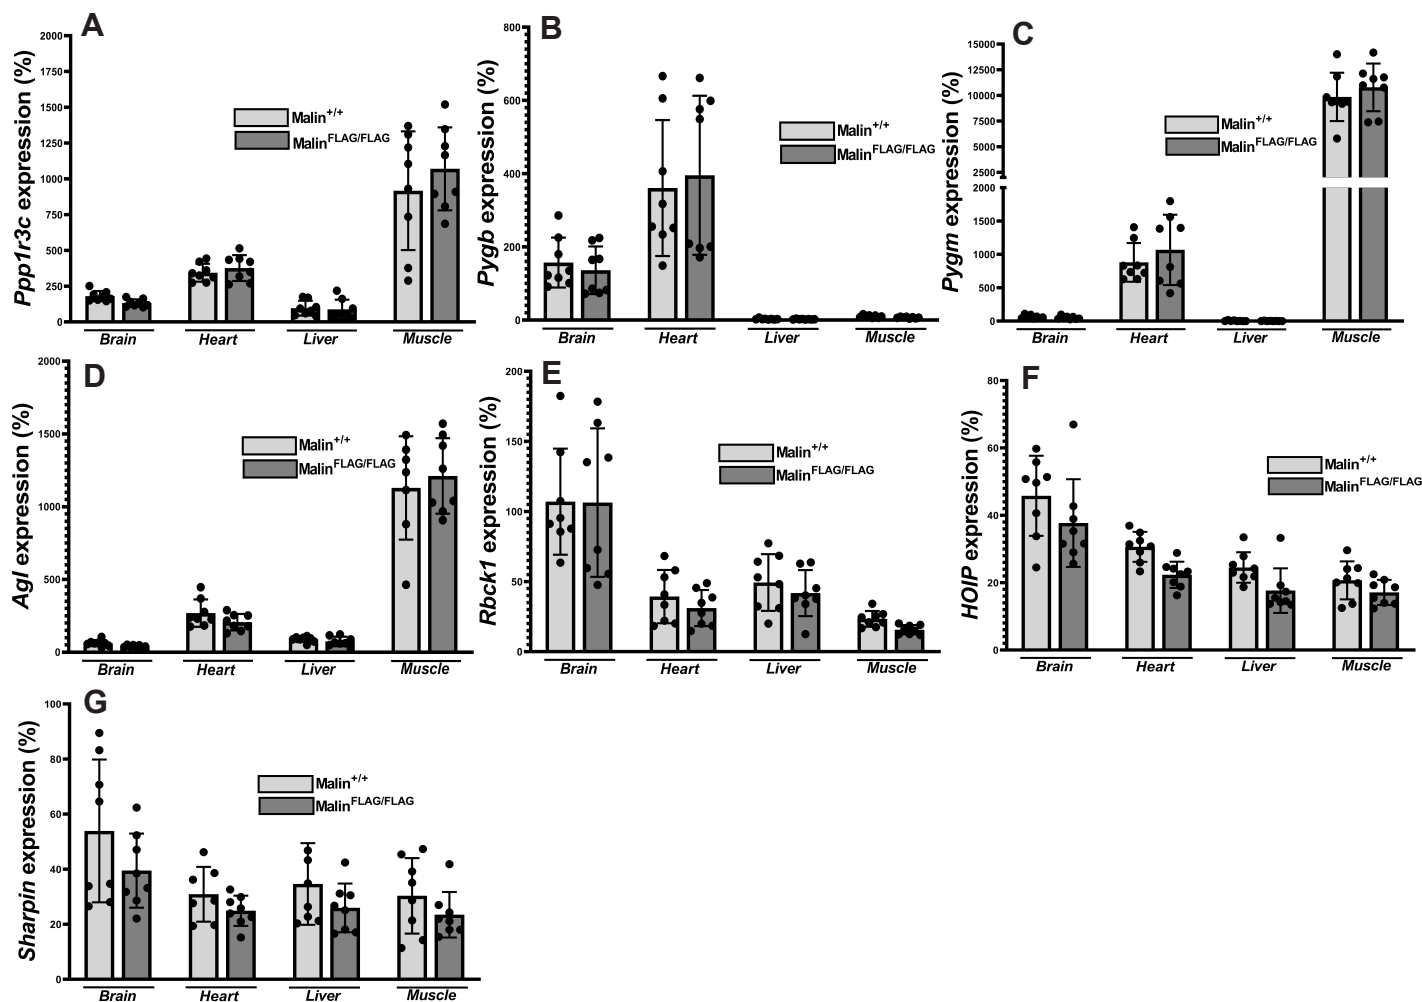 A
Ppp1r3c expression (%)
2000
1750
1500
1250
1000
750
500
250
0
Malin+/+
MalinFLAG/FLAG
Brain Heart Liver Muscle
B
Pygb expression (%)
800
600
400
200
0
Malin+/+
MalinFLAG/FLAG
Brain Heart Liver Muscle
C
Pygm expression (%)
15000
12500
10000
7500
5000
2500
2000
1500
1000
500
0
Malin+/+
MalinFLAG/FLAG
Brain Heart Liver Muscle
D
Agl expression (%)
2000
1500
1000
500
0
Malin+/+
MalinFLAG/FLAG
Brain Heart Liver Muscle
E
Rbck1 expression (%)
200
150
100
50
0
Malin+/+
MalinFLAG/FLAG
Brain Heart Liver Muscle
F
HOIP expression (%)
80
60
40
20
0
Malin+/+
MalinFLAG/FLAG
Brain Heart Liver Muscle
G
Sharpin expression (%)
100
80
60
40
20
0
Malin+/+
MalinFLAG/FLAG
Brain Heart Liver Muscle